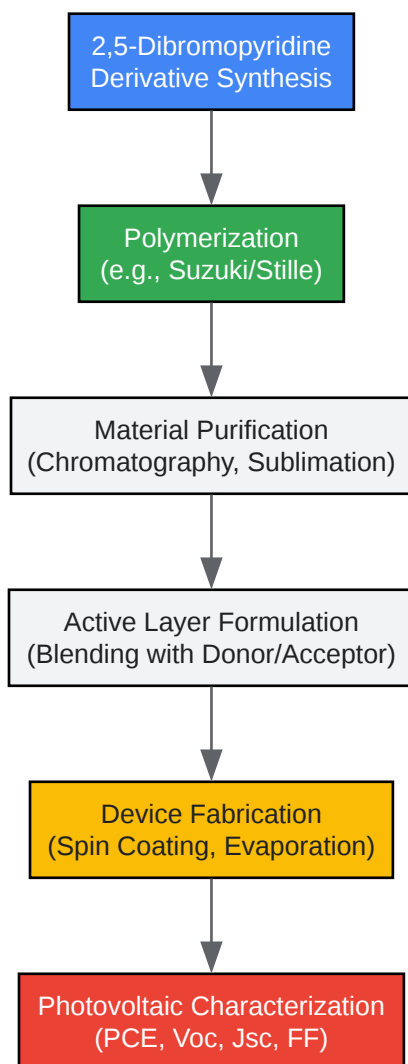 2,5-Dibromopyridine
Derivative Synthesis
Polymerization
(e.g., Suzuki/Stille)
Material Purification
(Chromatography, Sublimation)
Active Layer Formulation
(Blending with Donor/Acceptor)
Device Fabrication
(Spin Coating, Evaporation)
Photovoltaic Characterization
(PCE, Voc, Jsc, FF)